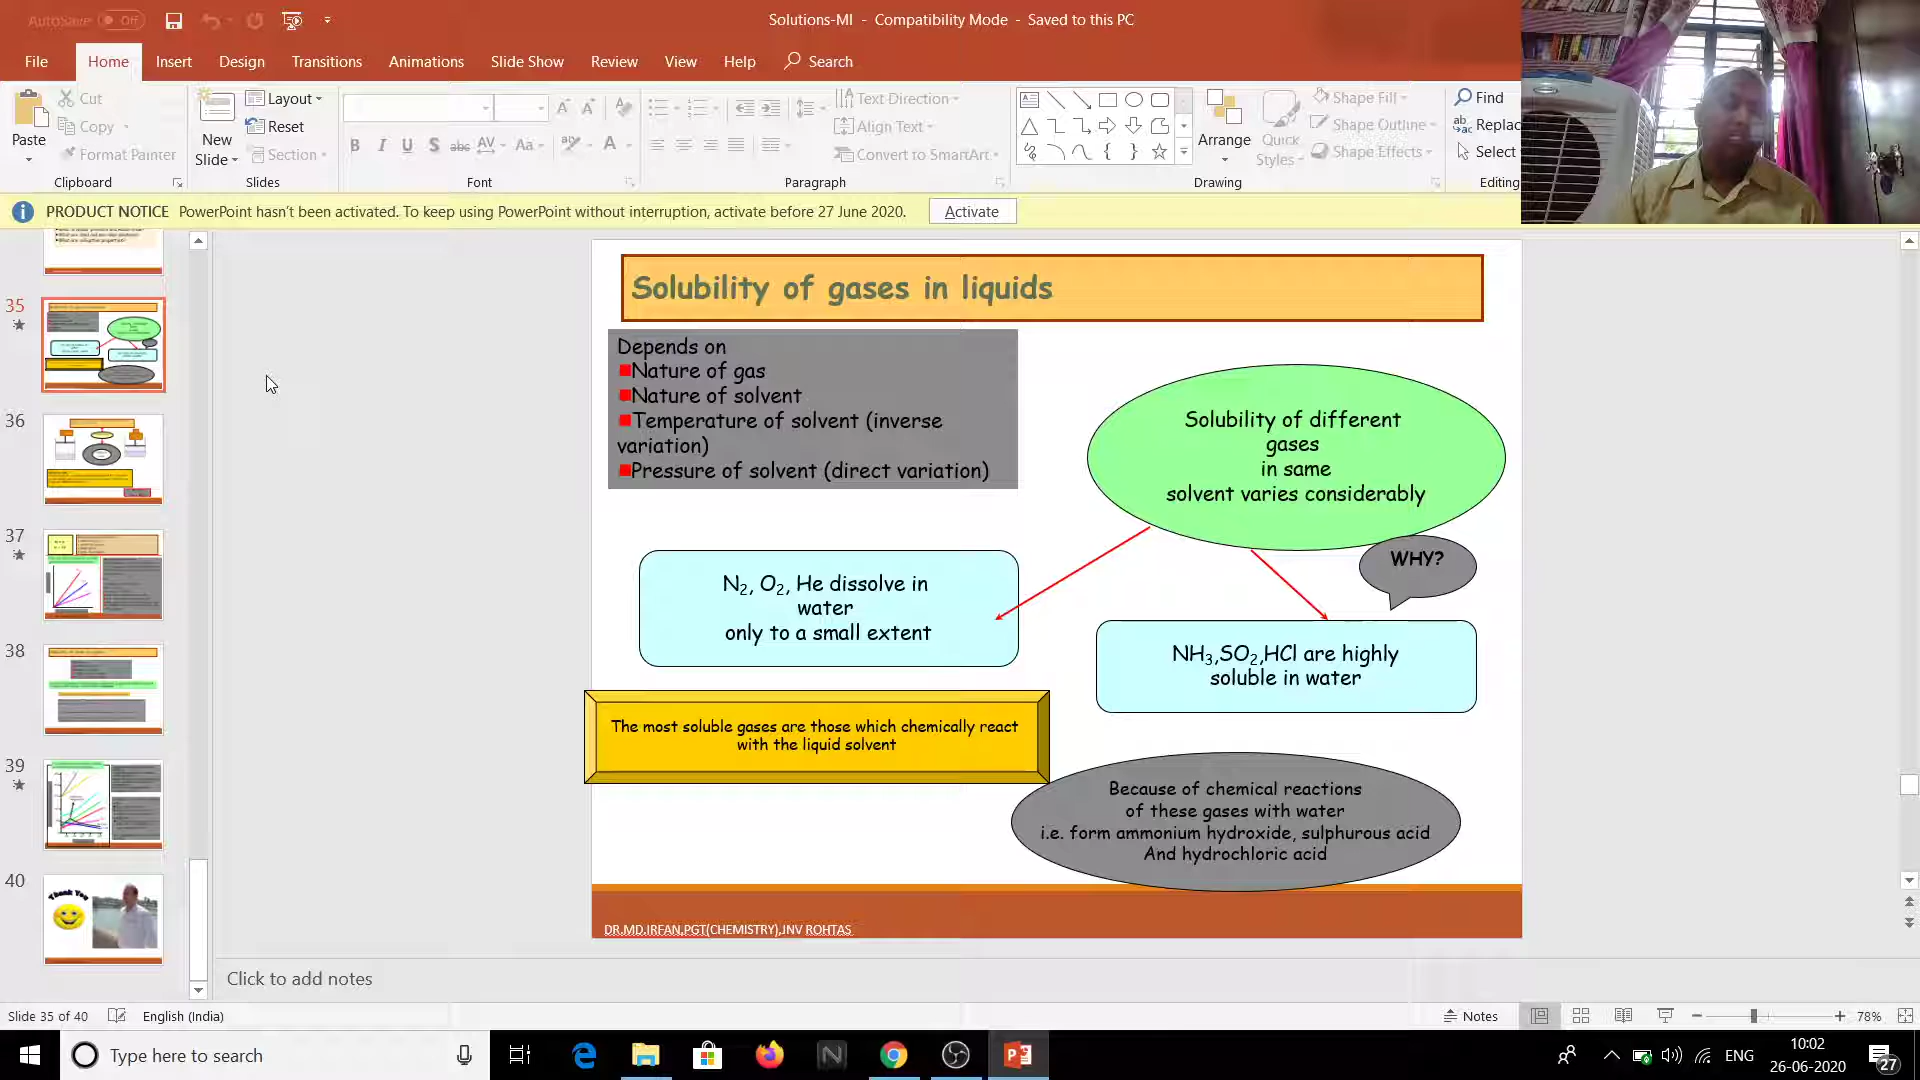 AutoSave Off
Solutions-MI - Compatibility Mode - Saved to this PC
File Home Insert Design Transitions Animations Slide Show Review View Help Search
Paste
Cut
Copy
Format Painter
Clipboard
New
Slide
Layout
Reset
Section
Slides
B I U S abc AV Aa A
Font
Text Direction
Align Text
Convert to SmartArt
Paragraph
Arrange
Quick
Styles
Shape Fill
Shape Outline
Shape Effects
Drawing
Find
Replac
Select
Editing
PRODUCT NOTICE PowerPoint hasn't been activated. To keep using PowerPoint without interruption, activate before 27 June 2020. Activate
35
36
37
38
39
40
Thank You
Solubility of gases in liquids
Depends on
Nature of gas
Nature of solvent
Temperature of solvent (inverse
variation)
Pressure of solvent (direct variation)
Solubility of different
gases
in same
solvent varies considerably
WHY?
N2, O2, He dissolve in
water
only to a small extent
NH3,SO2,HCl are highly
soluble in water
The most soluble gases are those which chemically react
with the liquid solvent
Because of chemical reactions
of these gases with water
i.e. form ammonium hydroxide, sulphurous acid
And hydrochloric acid
DR.MD.IRFAN,PGT(CHEMISTRY),JNV ROHTAS
Click to add notes
Slide 35 of 40 English (India) Notes 78%
Type here to search
ENG
10:02
26-06-2020
27